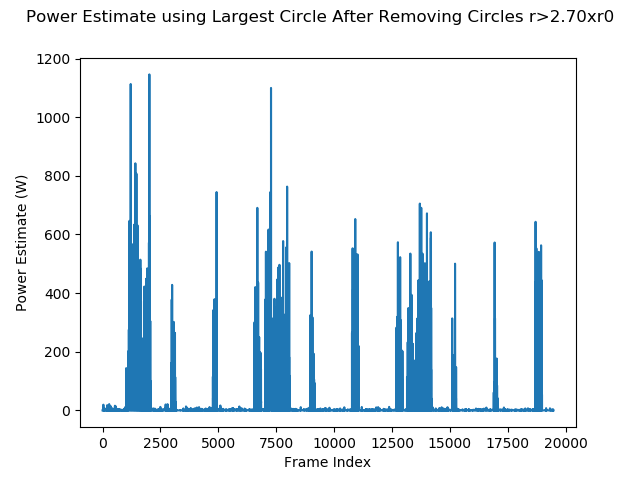 Power Estimate using Largest Circle After Removing Circles r>2.70xr0
1200
1000
800
600
400
200
0
Power Estimate (W)
0 2500 5000 7500 10000 12500 15000 17500 20000
Frame Index